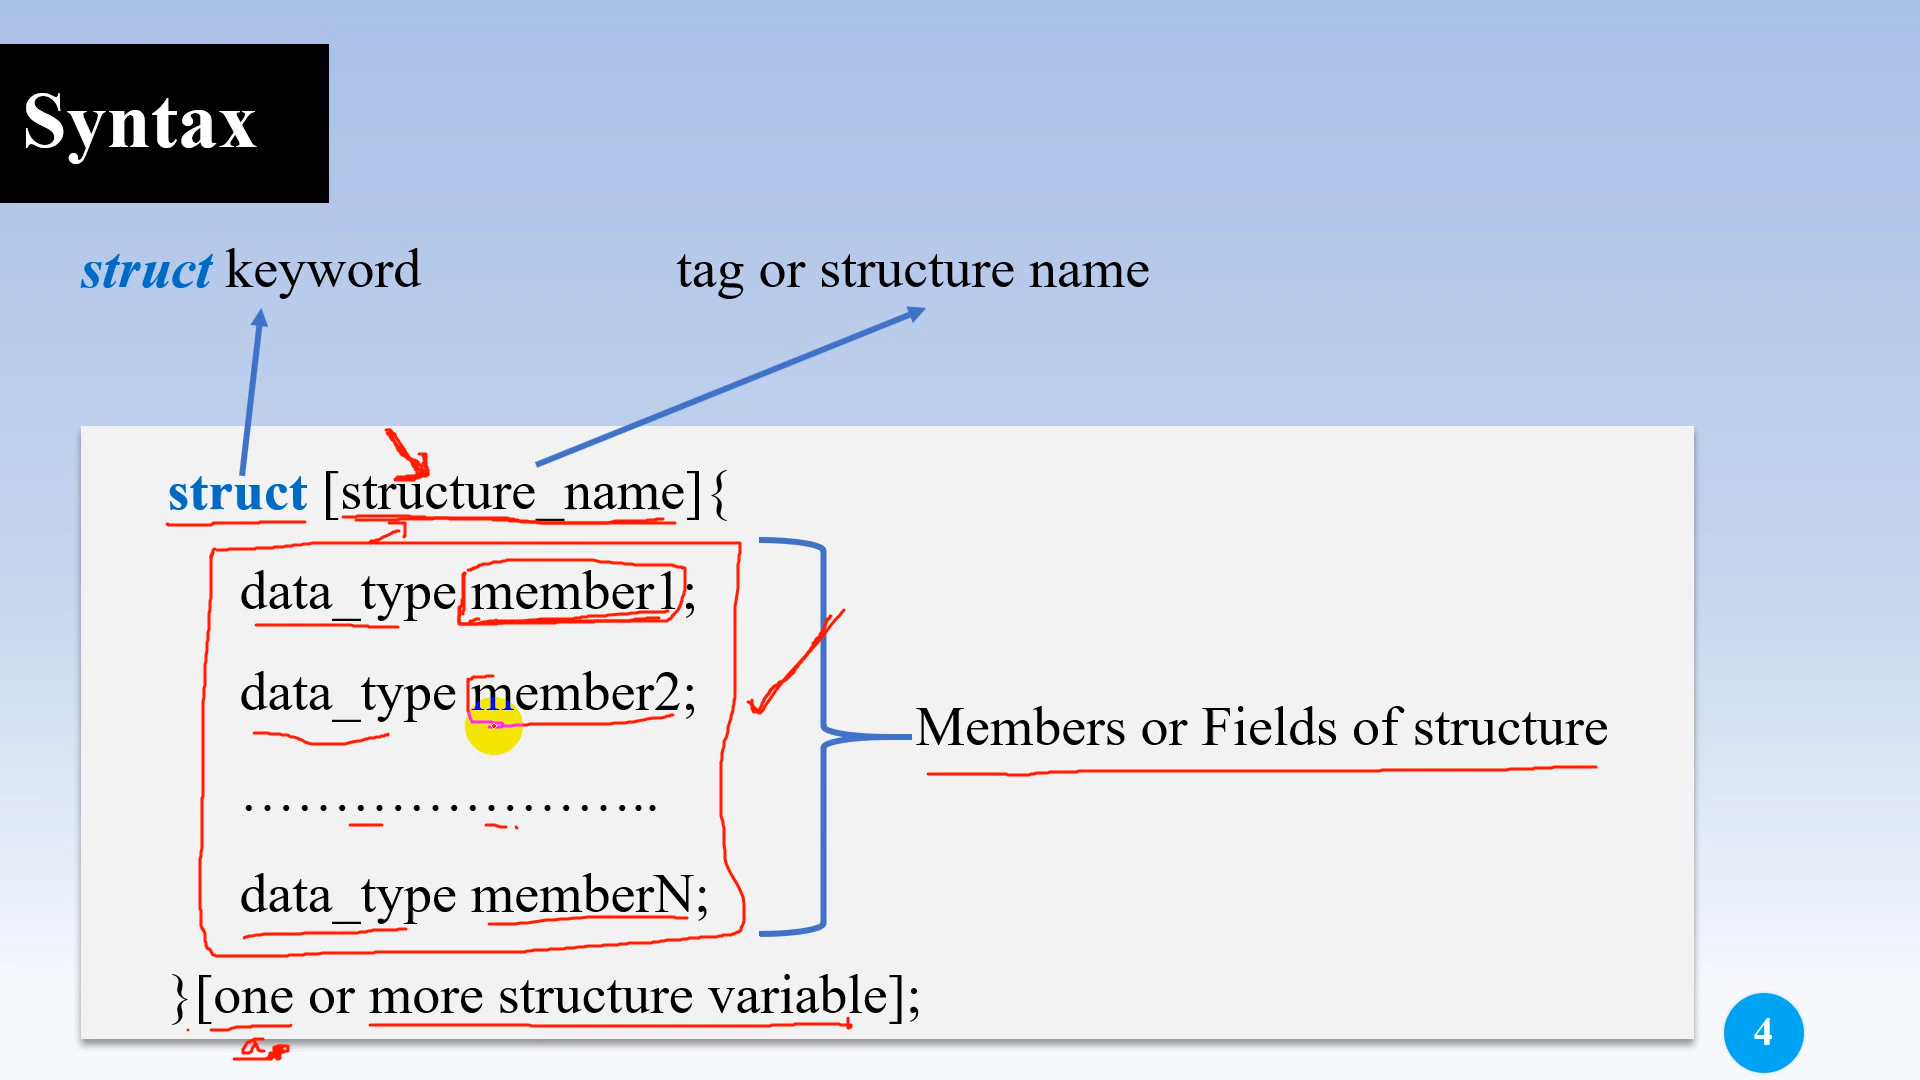 Syntax
struct keyword
tag or structure name
struct [structure_name]{
data_type member1;
data_type member2;
Members or Fields of structure
…………………..
data_type memberN;
}[one or more structure variable];
4